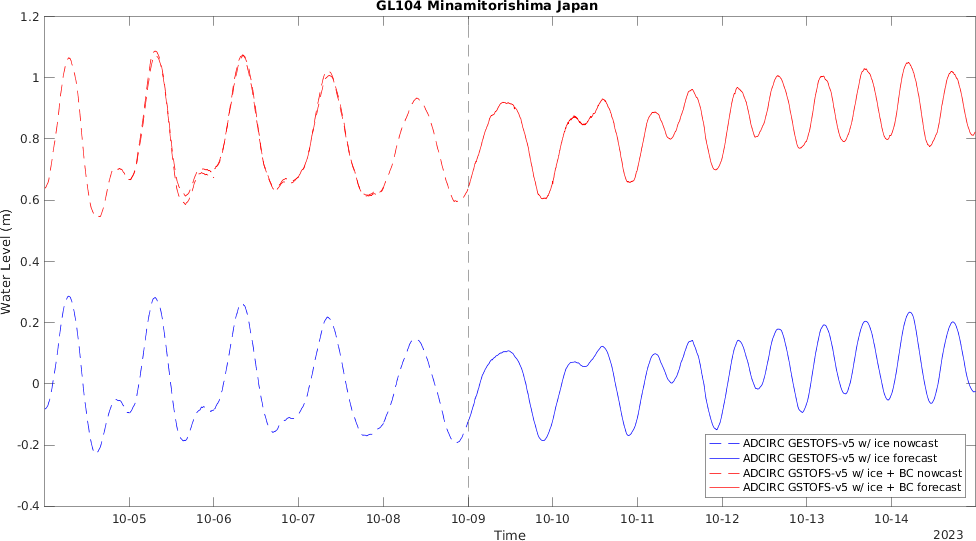 GL104 Minamitorishima Japan
1.2
1
0.8
0.6
0.4
0.2
0
-0.2
-0.4
Water Level (m)
10-05 10-06 10-07 10-08 10-09 10-10 10-11 10-12 10-13 10-14
Time
2023
ADCIRC GESTOFS-v5 w/ ice nowcast
ADCIRC GESTOFS-v5 w/ ice forecast
ADCIRC GSTOFS-v5 w/ ice + BC nowcast
ADCIRC GSTOFS-v5 w/ ice + BC forecast